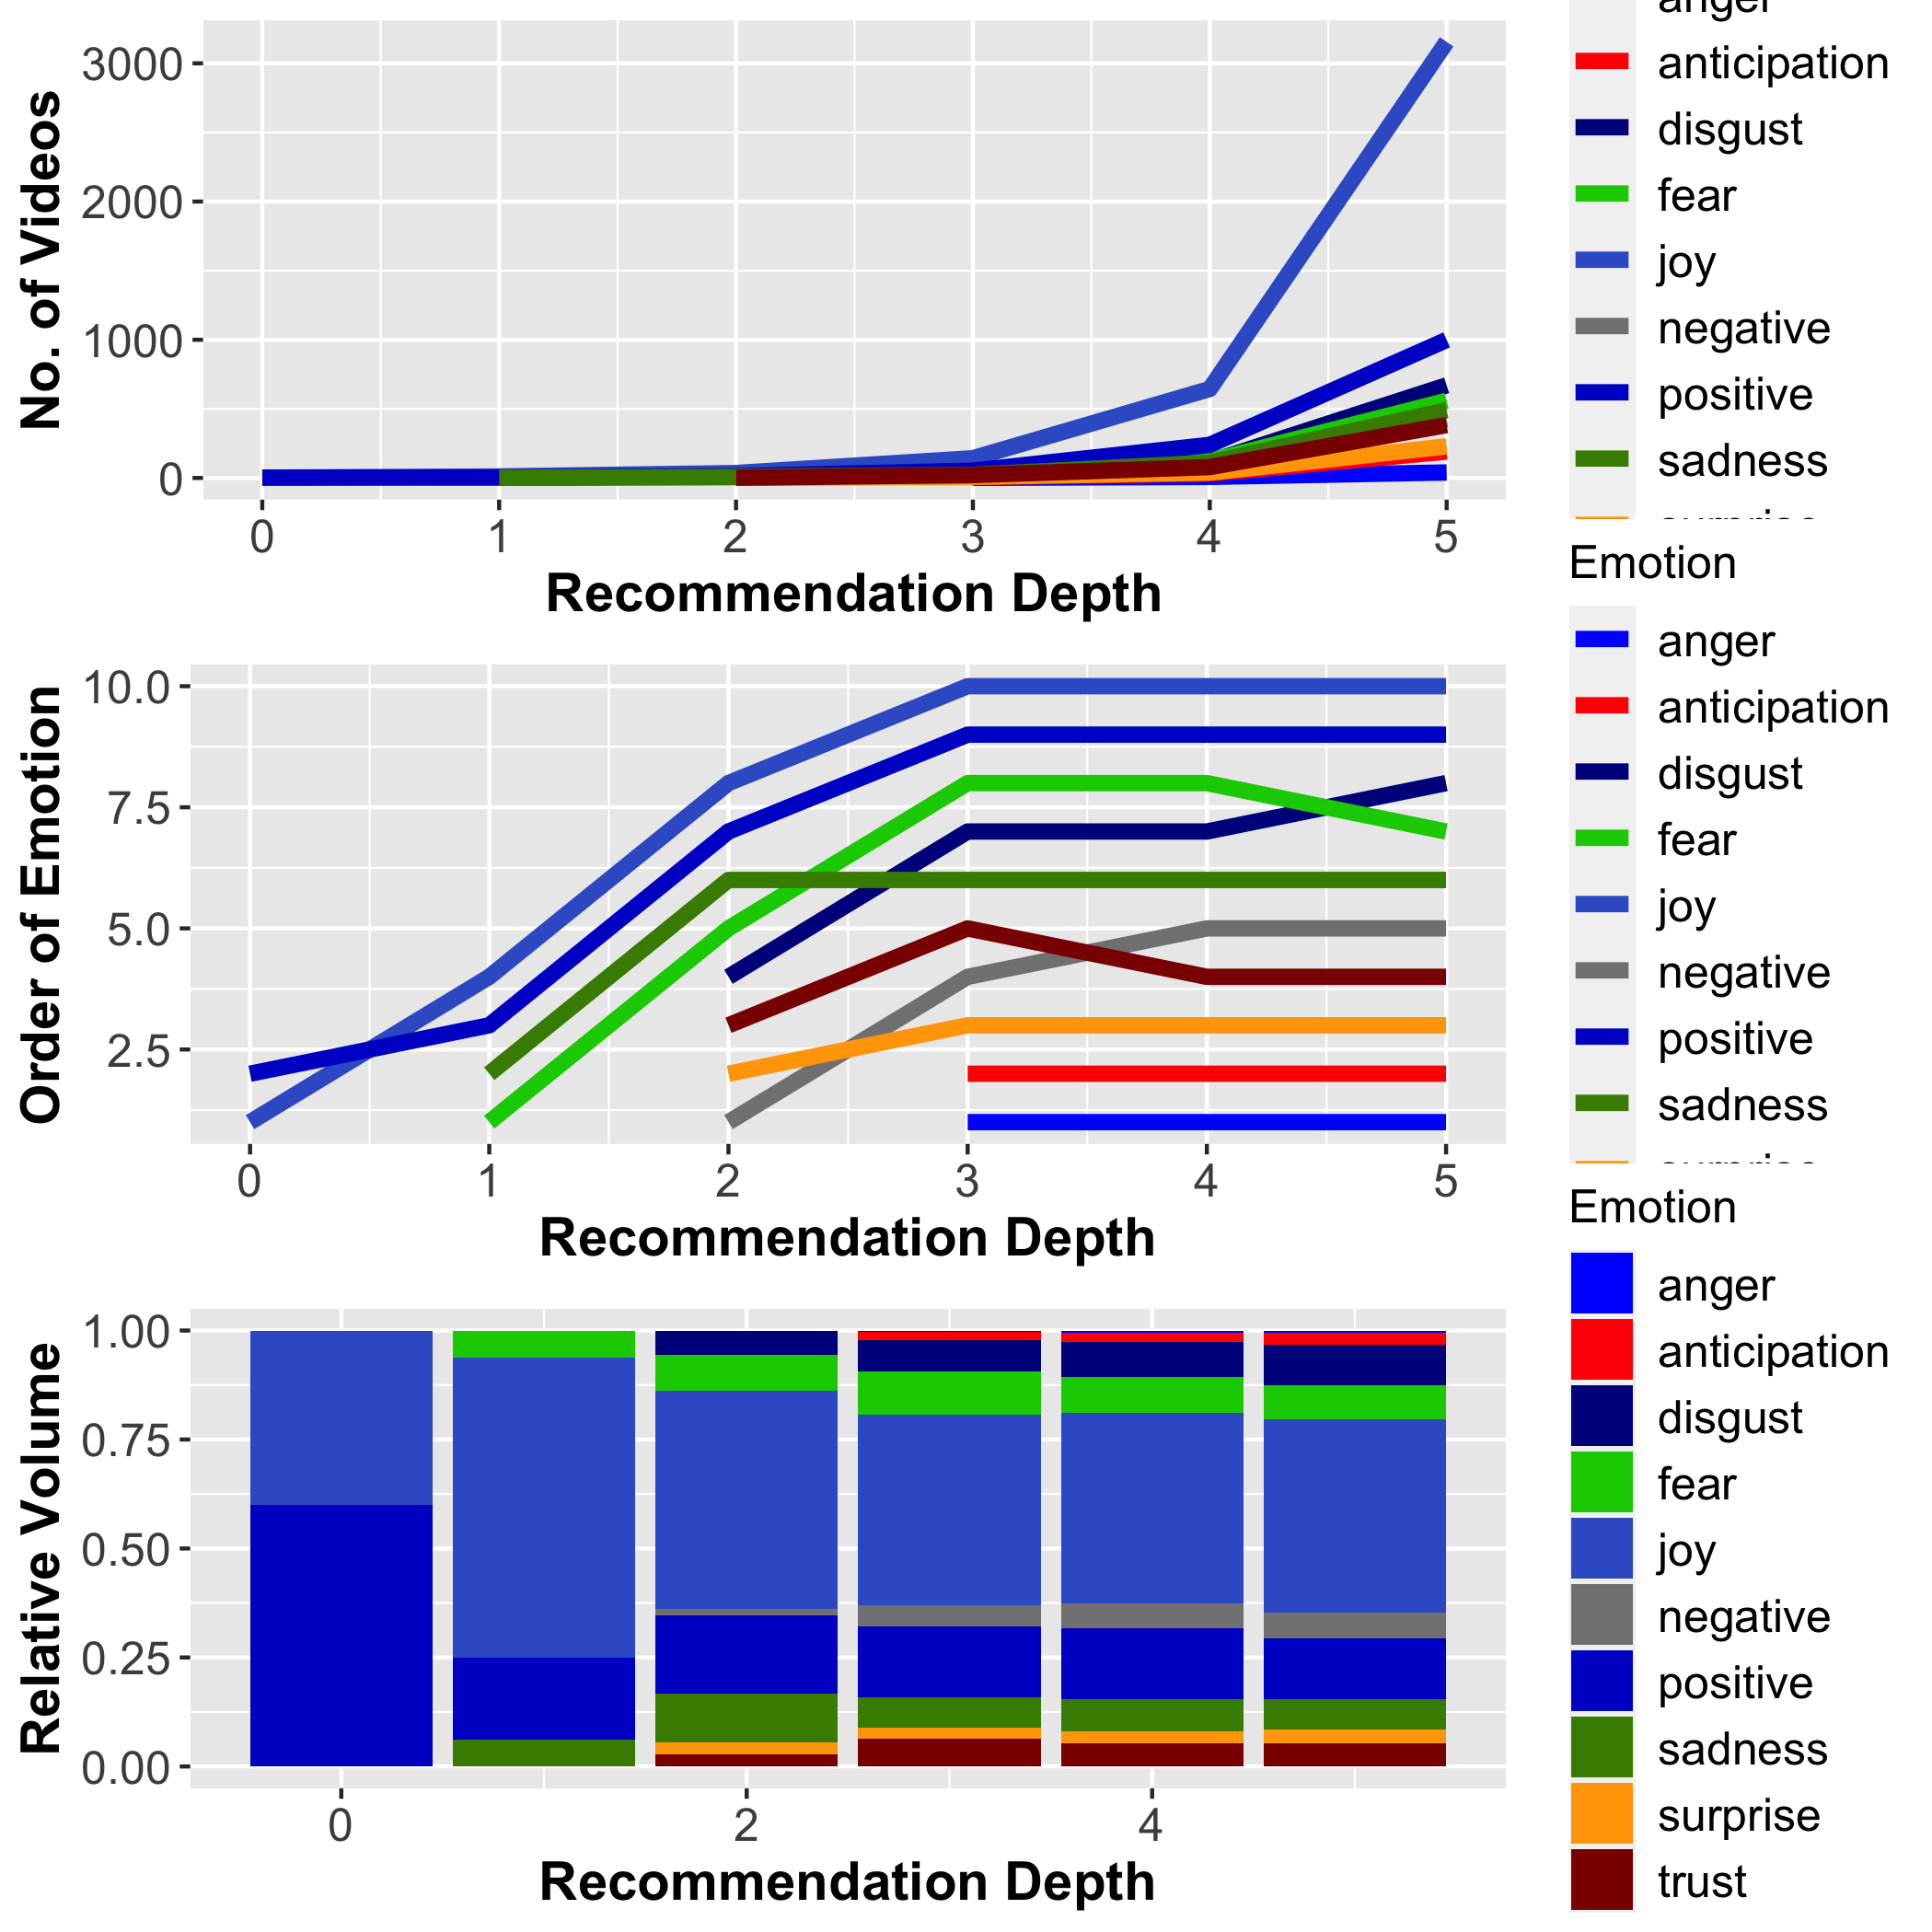 anger
anticipation
disgust
fear
joy
negative
positive
sadness
surprise
No. of Videos
3000
2000
1000
0
0 1 2 3 4 5
Recommendation Depth
Emotion
anger
anticipation
disgust
fear
joy
negative
positive
sadness
surprise
Order of Emotion
10.0
7.5
5.0
2.5
0 1 2 3 4 5
Recommendation Depth
Emotion
anger
anticipation
disgust
fear
joy
negative
positive
sadness
surprise
trust
Relative Volume
1.00
0.75
0.50
0.25
0.00
0 2 4
Recommendation Depth